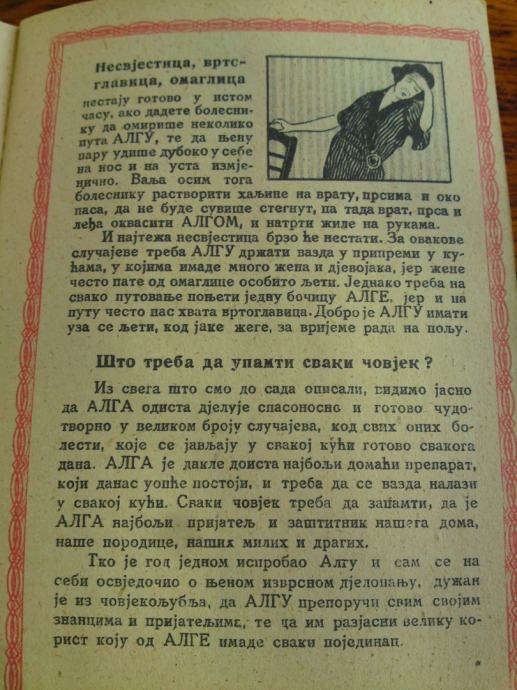 Несвјестица, врто-
главица, омаглица
нестају готово у истом
часу, ако дадете болесни-
ку да омирише неколико
пута АЛГУ, те да њену
пару удише дубоко у себе
на нос и на уста измје-
нично. Ваља осим тога
болеснику растворити хаљине на врату, прсима и око
паса, да не буде сувише стегнут, па тада врат, прса и
леђа оквасити АЛГОМ, и натрти жиле на рукама.
И најтежа несвјестица брзо ће нестати. За овакове
случајеве треба АЛГУ држати вазда у припреми у ку-
ћама, у којима имаде много жена и дјевојака, јер жене
често пате од омаглице особито љети. Једнако треба на
свако путовање поњети једну бочицу АЛГЕ, јер и на
путу често нас хвата вртоглавица. Добро је АЛГУ имати
уза се љети, код јаке жеге, за вријеме рада на пољу.
Што треба да упамти сваки човјек?
Из свега што смо до сада описали, видимо јасно
да АЛГА одиста дјелује спасоносно и готово чудо-
творно у великом броју случајева, код свих оних бо-
лести, које се јављају у свакој кући готово свакога
дана. АЛГА је дакле доиста најбољи домаћи препарат,
који данас уопће постоји, и треба да се вазда налази
у свакој кући. Сваки човјек треба да запамти, да је
АЛГА најбољи пријатељ и заштитник нашега дома,
наше породице, наших милих и драгих.
Тко је год једном испробао Алгу и сам се на
себи освједочио о њеном изврсном дјеловању, дужан
је из човјекољубља, да АЛГУ препоручи свим својим
знанцима и пријатељима, те да им разјасни велику ко-
рист коју од АЛГЕ имаде сваки појединац.